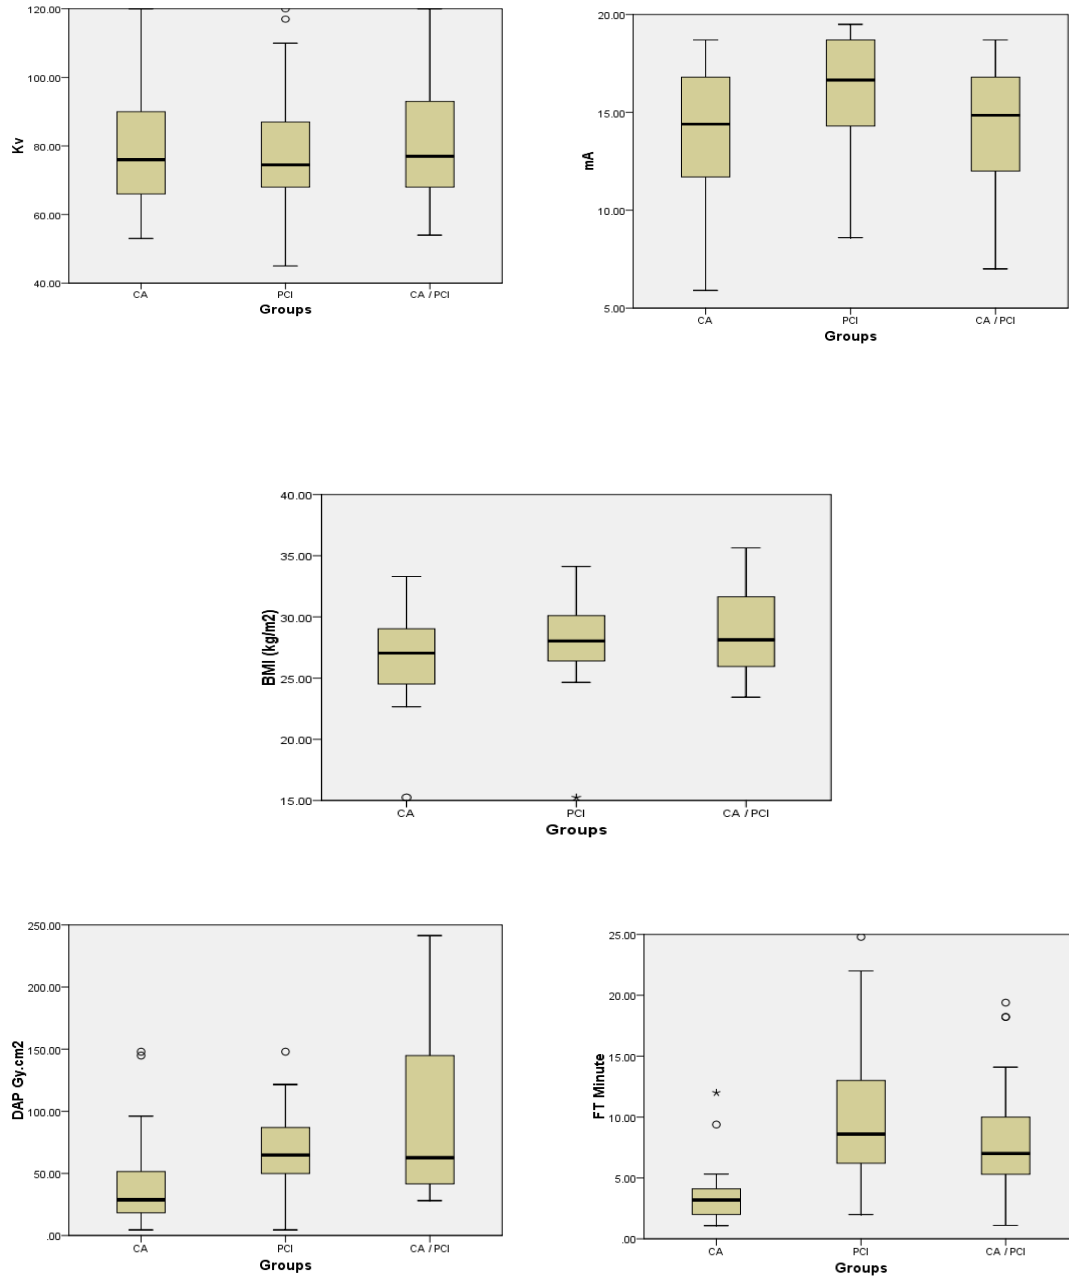 120.00
100.00
80.00
60.00
40.00
Kv
CA
PCI
CA / PCI
Groups
20.00
15.00
10.00
5.00
mA
CA
PCI
CA / PCI
Groups
40.00
35.00
30.00
25.00
20.00
15.00
BMI (kg/m2)
CA
PCI
CA / PCI
Groups
250.00
200.00
150.00
100.00
50.00
.00
DAP Gy.cm2
CA
PCI
CA / PCI
Groups
25.00
20.00
15.00
10.00
5.00
.00
FT Minute
CA
PCI
CA / PCI
Groups